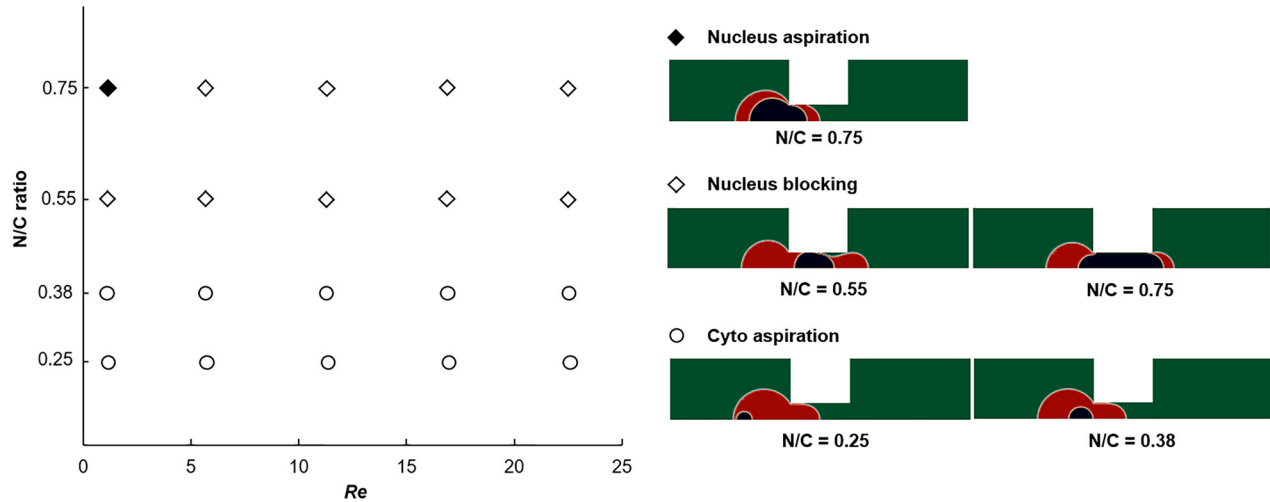 N/C ratio
0.75
0.55
0.38
0.25
0
5
10
15
20
25
Re
Nucleus aspiration
N/C = 0.75
Nucleus blocking
N/C = 0.55
N/C = 0.75
Cyto aspiration
N/C = 0.25
N/C = 0.38